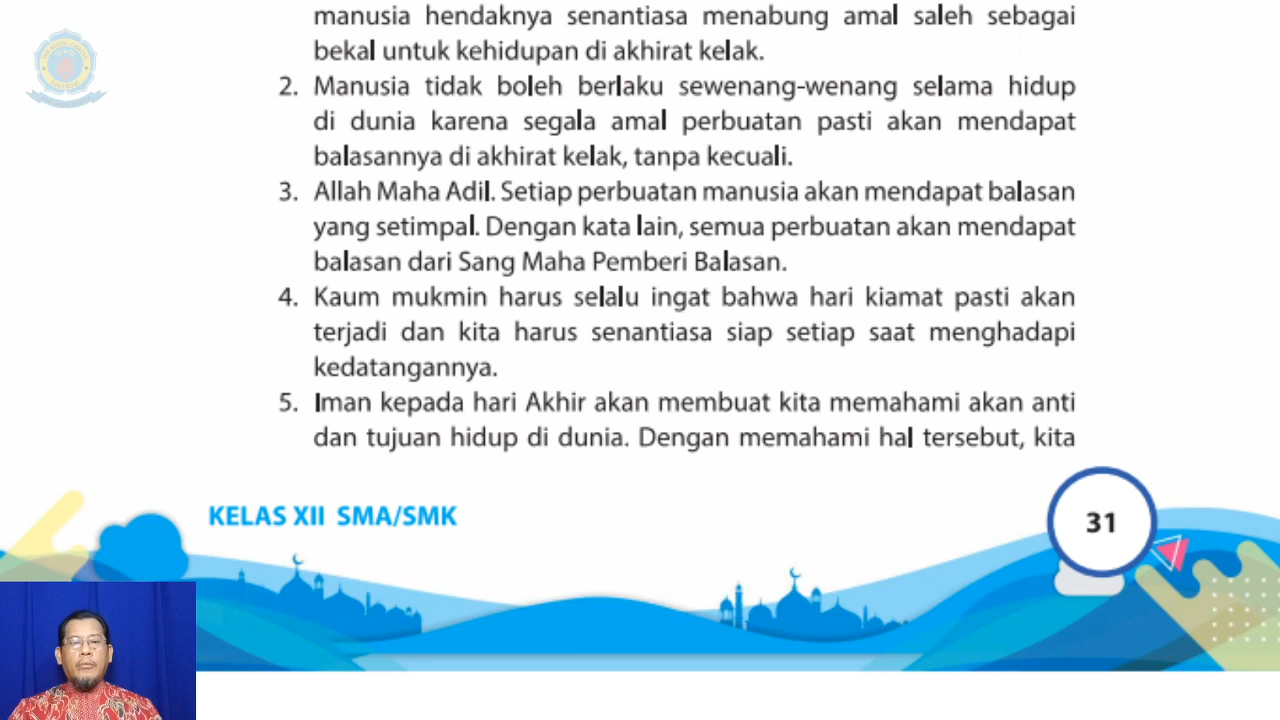 manusia hendaknya senantiasa menabung amal saleh sebagai
bekal untuk kehidupan di akhirat kelak.
2. Manusia tidak boleh berlaku sewenang-wenang selama hidup
di dunia karena segala amal perbuatan pasti akan mendapat
balasannya di akhirat kelak, tanpa kecuali.
3. Allah Maha Adil. Setiap perbuatan manusia akan mendapat balasan
yang setimpal. Dengan kata lain, semua perbuatan akan mendapat
balasan dari Sang Maha Pemberi Balasan.
4. Kaum mukmin harus selalu ingat bahwa hari kiamat pasti akan
terjadi dan kita harus senantiasa siap setiap saat menghadapi
kedatangannya.
5. Iman kepada hari Akhir akan membuat kita memahami akan anti
dan tujuan hidup di dunia. Dengan memahami hal tersebut, kita
KELAS XII SMA/SMK
31